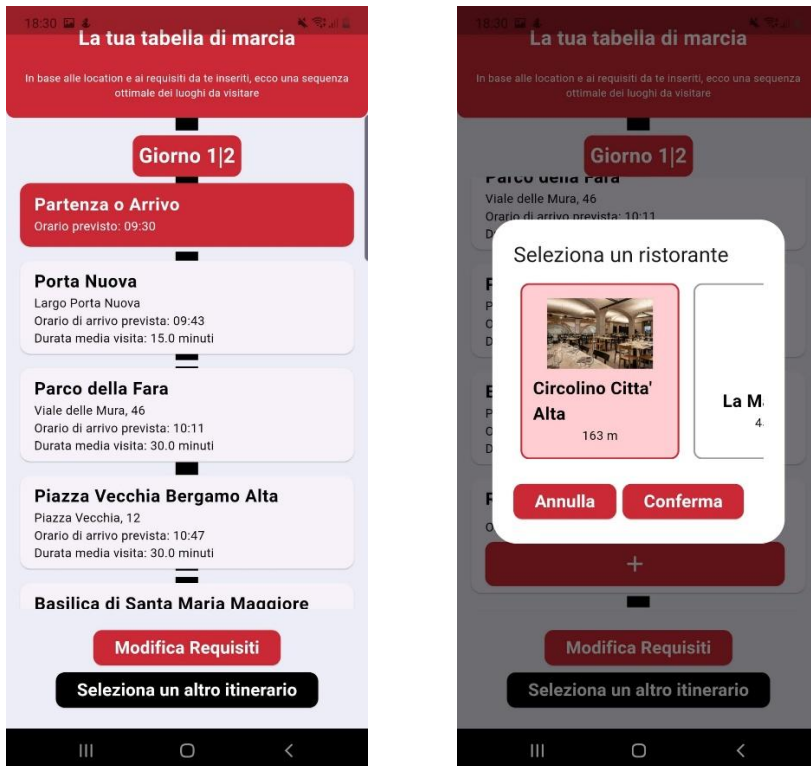 18:30
La tua tabella di marcia
In base alle location e ai requisiti da te inseriti, ecco una sequenza
ottimale dei luoghi da visitare
Giorno 1|2
Partenza o Arrivo
Orario previsto: 09:30
Porta Nuova
Largo Porta Nuova
Orario di arrivo prevista: 09:43
Durata media visita: 15.0 minuti
Parco della Fara
Viale delle Mura, 46
Orario di arrivo prevista: 10:11
Durata media visita: 30.0 minuti
Piazza Vecchia Bergamo Alta
Piazza Vecchia, 12
Orario di arrivo prevista: 10:47
Durata media visita: 30.0 minuti
Basilica di Santa Maria Maggiore
Modifica Requisiti
Seleziona un altro itinerario
18:30
La tua tabella di marcia
In base alle location e ai requisiti da te inseriti, ecco una sequenza
ottimale dei luoghi da visitare
Giorno 1|2
Parco della Fara
Viale delle Mura, 46
Orario di arrivo prevista: 10:11
Seleziona un ristorante
Circolino Citta'
Alta
163 m
La M
Annulla
Conferma
+
Modifica Requisiti
Seleziona un altro itinerario